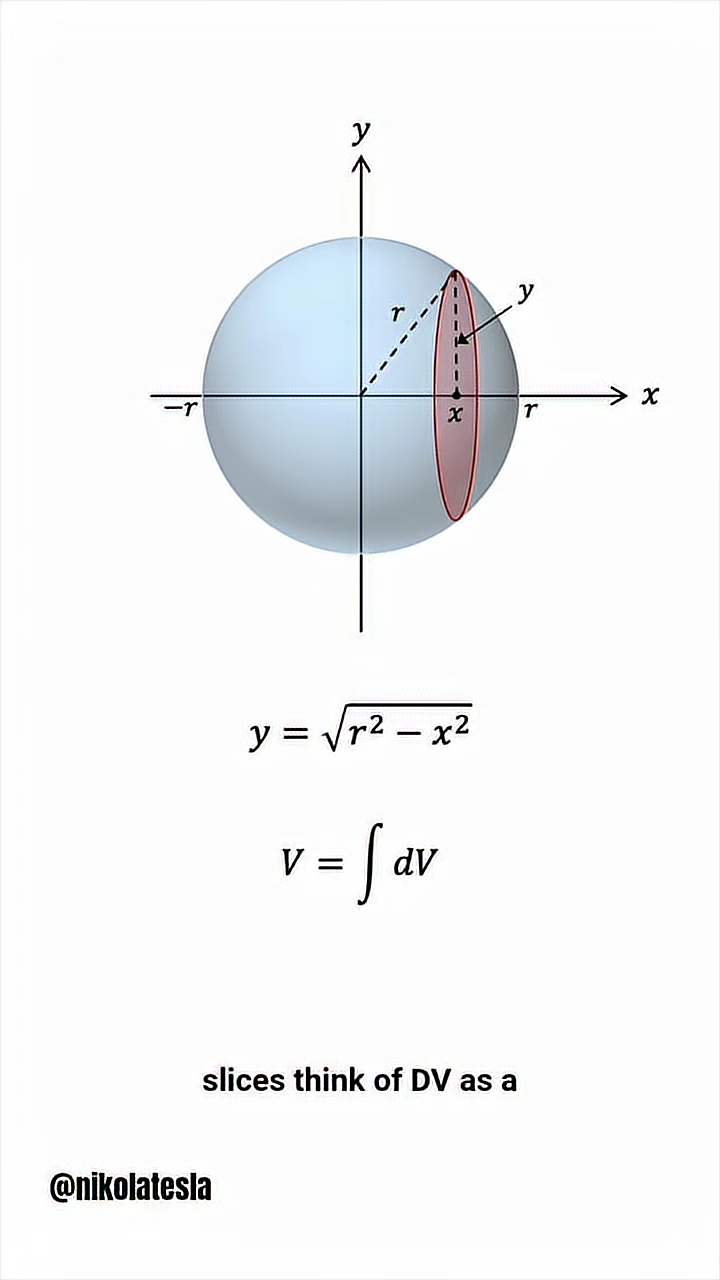 y
r
y
−r
x
r
x
y = √r² − x²
V = ∫ dV
slices think of DV as a
@nikolatesla